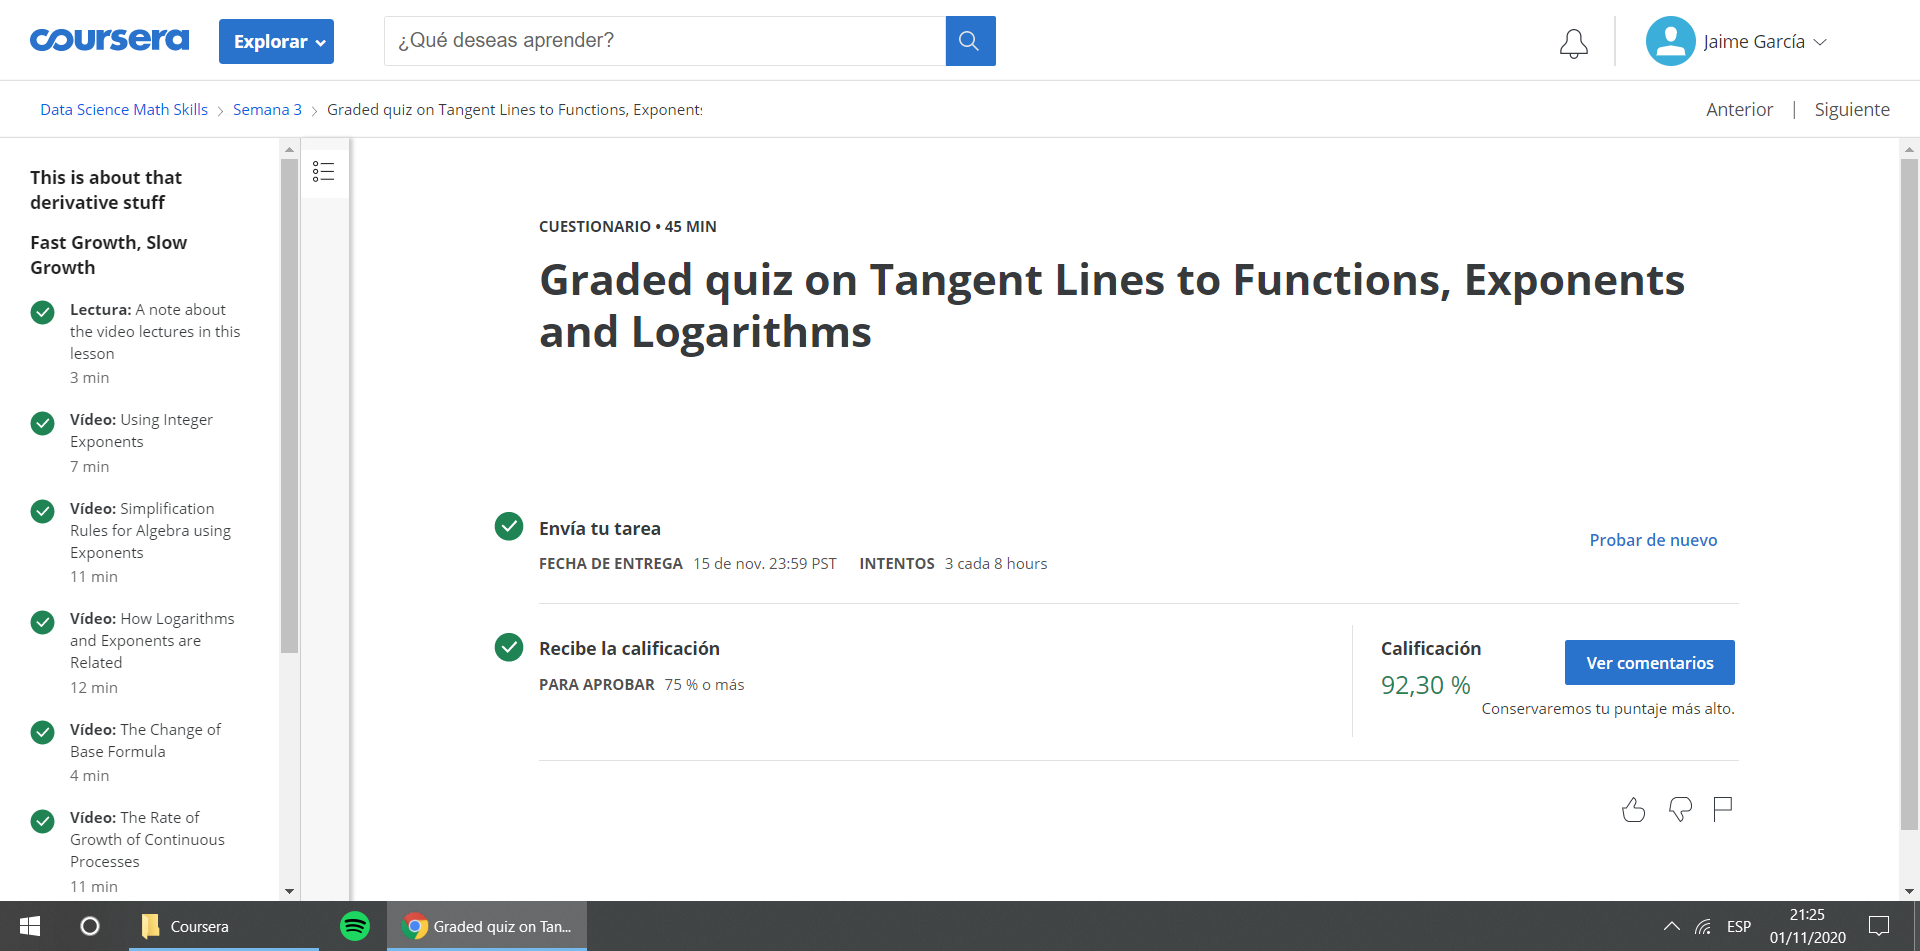 coursera
Explorar
¿Qué deseas aprender?
Jaime García
Data Science Math Skills
Semana 3
Graded quiz on Tangent Lines to Functions, Exponents
Anterior | Siguiente
This is about that
derivative stuff
Fast Growth, Slow
Growth
Lectura: A note about
the video lectures in this
lesson
3 min
Vídeo: Using Integer
Exponents
7 min
Vídeo: Simplification
Rules for Algebra using
Exponents
11 min
Vídeo: How Logarithms
and Exponents are
Related
12 min
Vídeo: The Change of
Base Formula
4 min
Vídeo: The Rate of
Growth of Continuous
Processes
11 min
CUESTIONARIO • 45 MIN
Graded quiz on Tangent Lines to Functions, Exponents
and Logarithms
Envía tu tarea
FECHA DE ENTREGA 15 de nov. 23:59 PST INTENTOS 3 cada 8 hours
Probar de nuevo
Recibe la calificación
PARA APROBAR 75 % o más
Calificación
92,30 %
Ver comentarios
Conservaremos tu puntaje más alto.
Coursera
Graded quiz on Tan...
ESP
21:25
01/11/2020